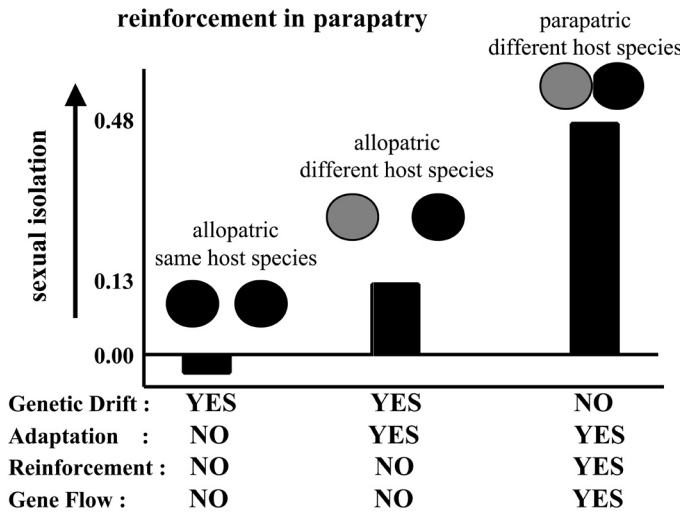 reinforcement in parapatry
parapatric
different host species
0.48
allopatric
different host species
sexual isolation
allopatric
same host species
0.13
0.00
Genetic Drift : YES YES NO
Adaptation : NO YES YES
Reinforcement : NO NO YES
Gene Flow : NO NO YES